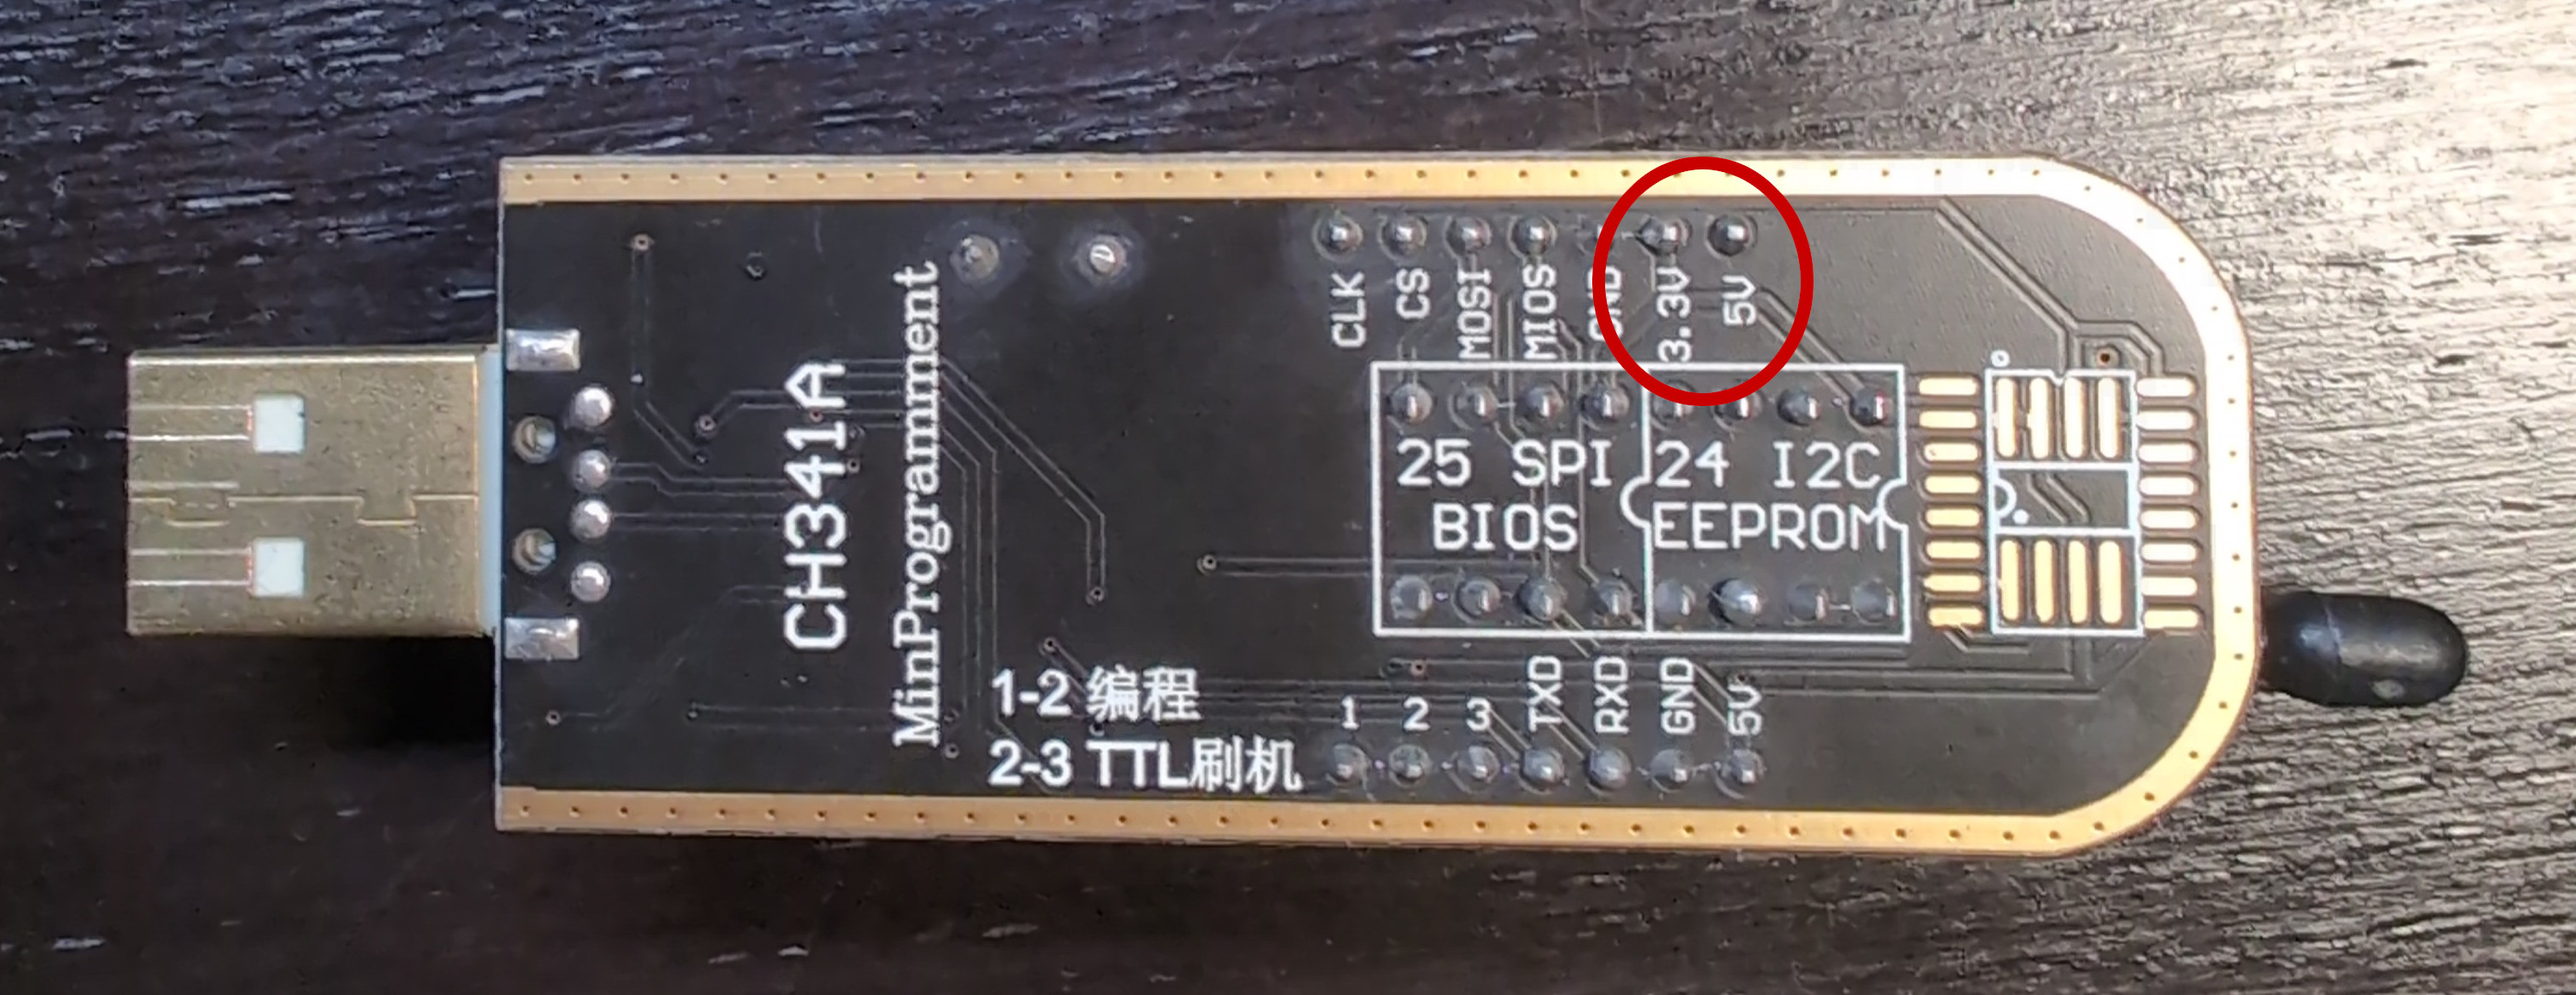 CH341A
MinProgrammment
CLK
CS
MOSI
MIOS
GND
3.3V
5V
25 SPI
BIOS
24 I2C
EEPROM
1-2 编程
2-3 TTL刷机
1
2
3
TXD
RXD
GND
5V